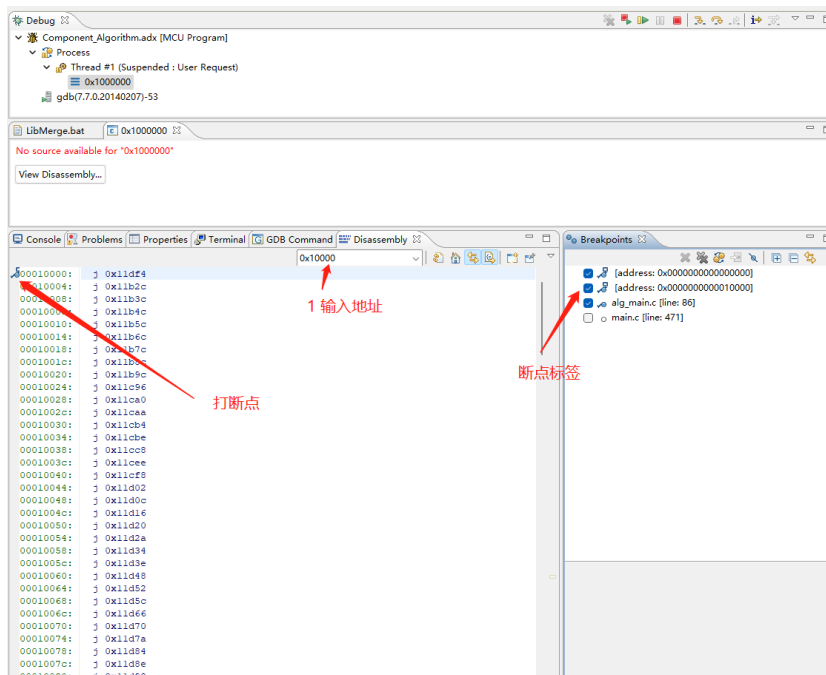 Debug
Component_Algorithm.adx [MCU Program]
Process
Thread #1 (Suspended : User Request)
0x1000000
gdb(7.7.0.20140207)-53
LibMerge.bat
0x1000000
No source available for "0x1000000"
View Disassembly...
Console
Problems
Properties
Terminal
GDB Command
Disassembly
Breakpoints
0x10000
[address: 0x0000000000000000]
[address: 0x0000000000010000]
alg_main.c [line: 86]
main.c [line: 471]
1 输入地址
断点标签
打断点
00010000: j 0x11df4
00010004: j 0x11b2c
00010008: j 0x11b3c
j 0x11b4c
00010010: j 0x11b5c
00010014: j 0x11b6c
00010018: j 0x11b7c
0001001c:
00010020: j 0x11b9c
00010024: j 0x11c96
00010028: j 0x11ca0
0001002c: j 0x11caa
00010030: j 0x11cb4
00010034: j 0x11cbe
00010038: j 0x11cc8
0001003c: j 0x11cee
00010040: j 0x11cf8
00010044: j 0x11d02
00010048: j 0x11d0c
0001004c: j 0x11d16
00010050: j 0x11d20
00010054: j 0x11d2a
00010058: j 0x11d34
0001005c: j 0x11d3e
00010060: j 0x11d48
00010064: j 0x11d52
00010068: j 0x11d5c
0001006c: j 0x11d66
00010070: j 0x11d70
00010074: j 0x11d7a
00010078: j 0x11d84
0001007c: j 0x11d8e